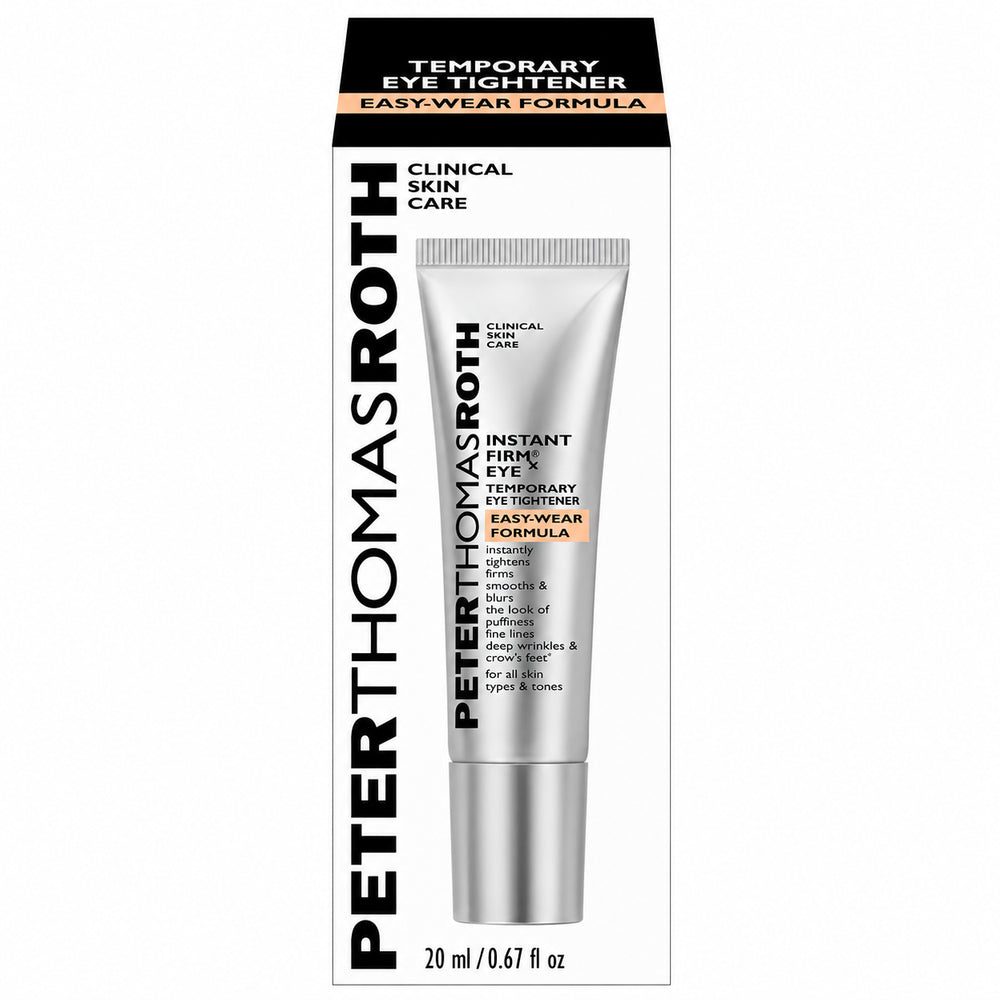 TEMPORARY
EYE TIGHTENER
EASY-WEAR FORMULA
PETERTHOMASROTH
CLINICAL
SKIN
CARE
PETERTHOMASROTH
CLINICAL
SKIN
CARE
INSTANT
FIRM®
EYEx
TEMPORARY
EYE TIGHTENER
EASY-WEAR
FORMULA
instantly
tightens
firms
smooths &
blurs
the look of
puffiness
fine lines
deep wrinkles &
crow's feet*
for all skin
types & tones
20 ml / 0.67 fl oz